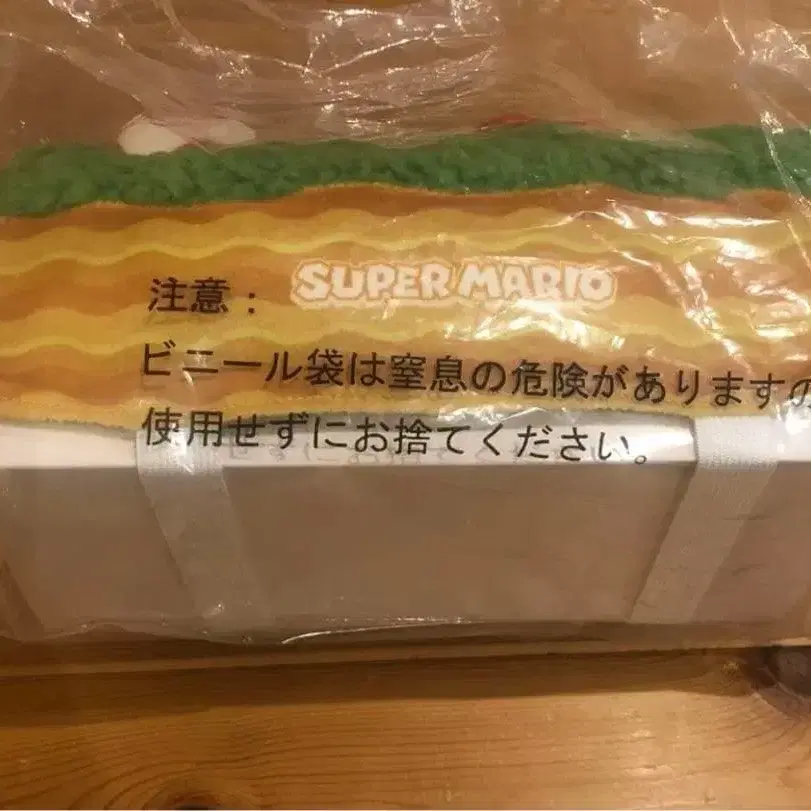 SUPER MARIO
注意：
ビニール袋は窒息の危険がありますの
使用せずにお捨てください。